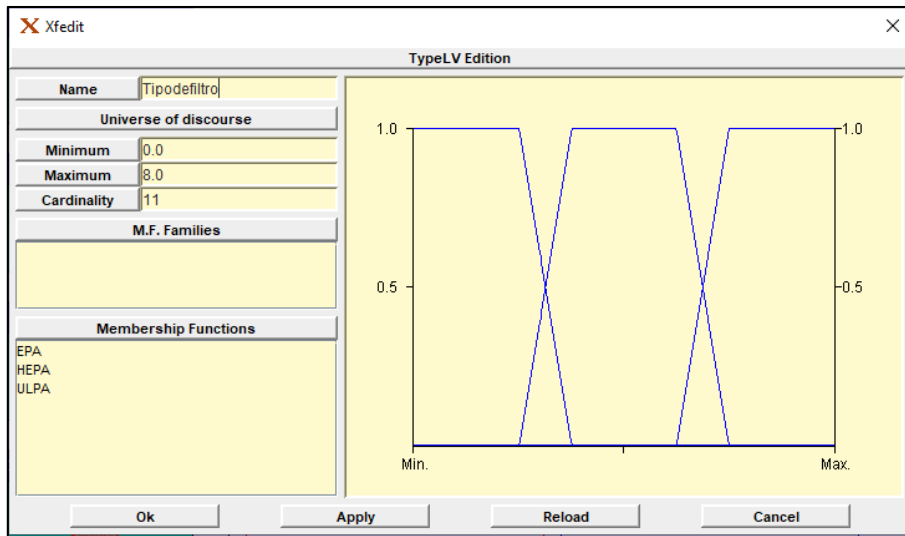 Xfedit
TypeLV Edition
Name Tipodefiltro
Universe of discourse
Minimum 0.0
Maximum 8.0
Cardinality 11
M.F. Families
Membership Functions
EPA
HEPA
ULPA
1.0 1.0
0.5 0.5
Min. Max.
Ok Apply Reload Cancel